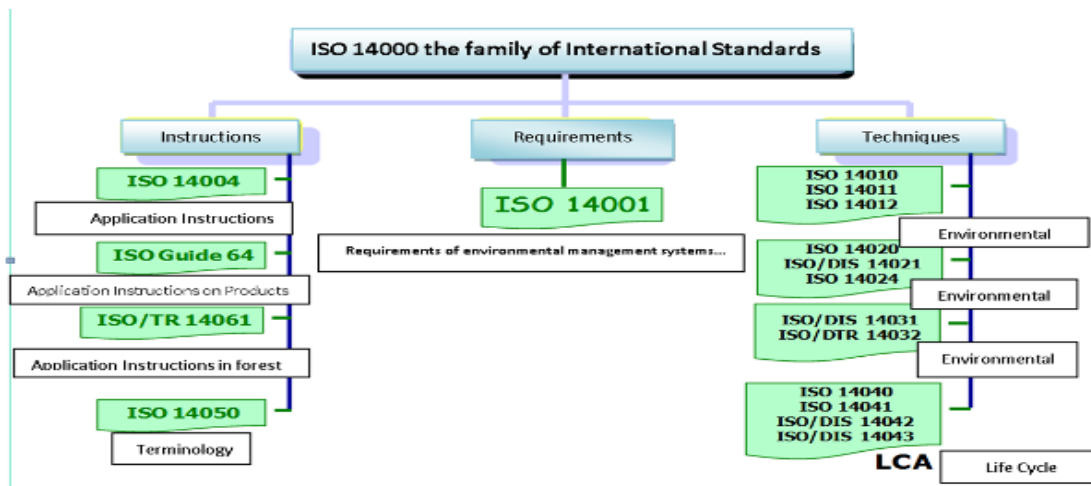 ISO 14000 the family of International Standards
Instructions
Requirements
Techniques
ISO 14004
Application Instructions
ISO Guide 64
Application Instructions on Products
ISO/TR 14061
Application Instructions in forest
ISO 14050
Terminology
ISO 14001
Requirements of environmental management systems...
ISO 14010
ISO 14011
ISO 14012
Environmental
ISO 14020
ISO/DIS 14021
ISO 14024
Environmental
ISO/DIS 14031
ISO/DTR 14032
Environmental
ISO 14040
ISO 14041
ISO/DIS 14042
ISO/DIS 14043
LCA
Life Cycle